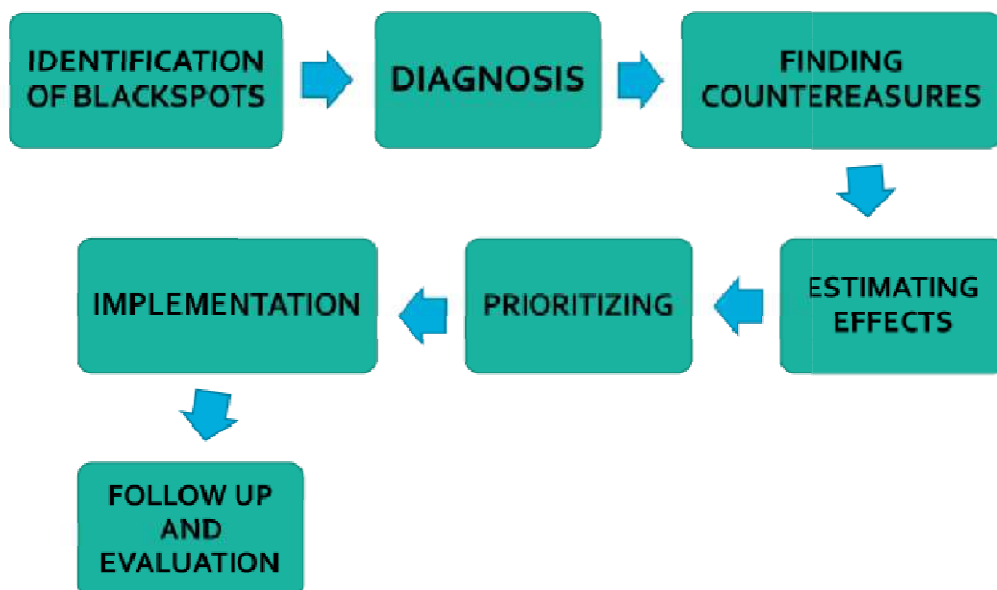 IDENTIFICATION
OF BLACKSPOTS
DIAGNOSIS
FINDING
COUNTEREASURES
ESTIMATING
EFFECTS
PRIORITIZING
IMPLEMENTATION
FOLLOW UP
AND
EVALUATION